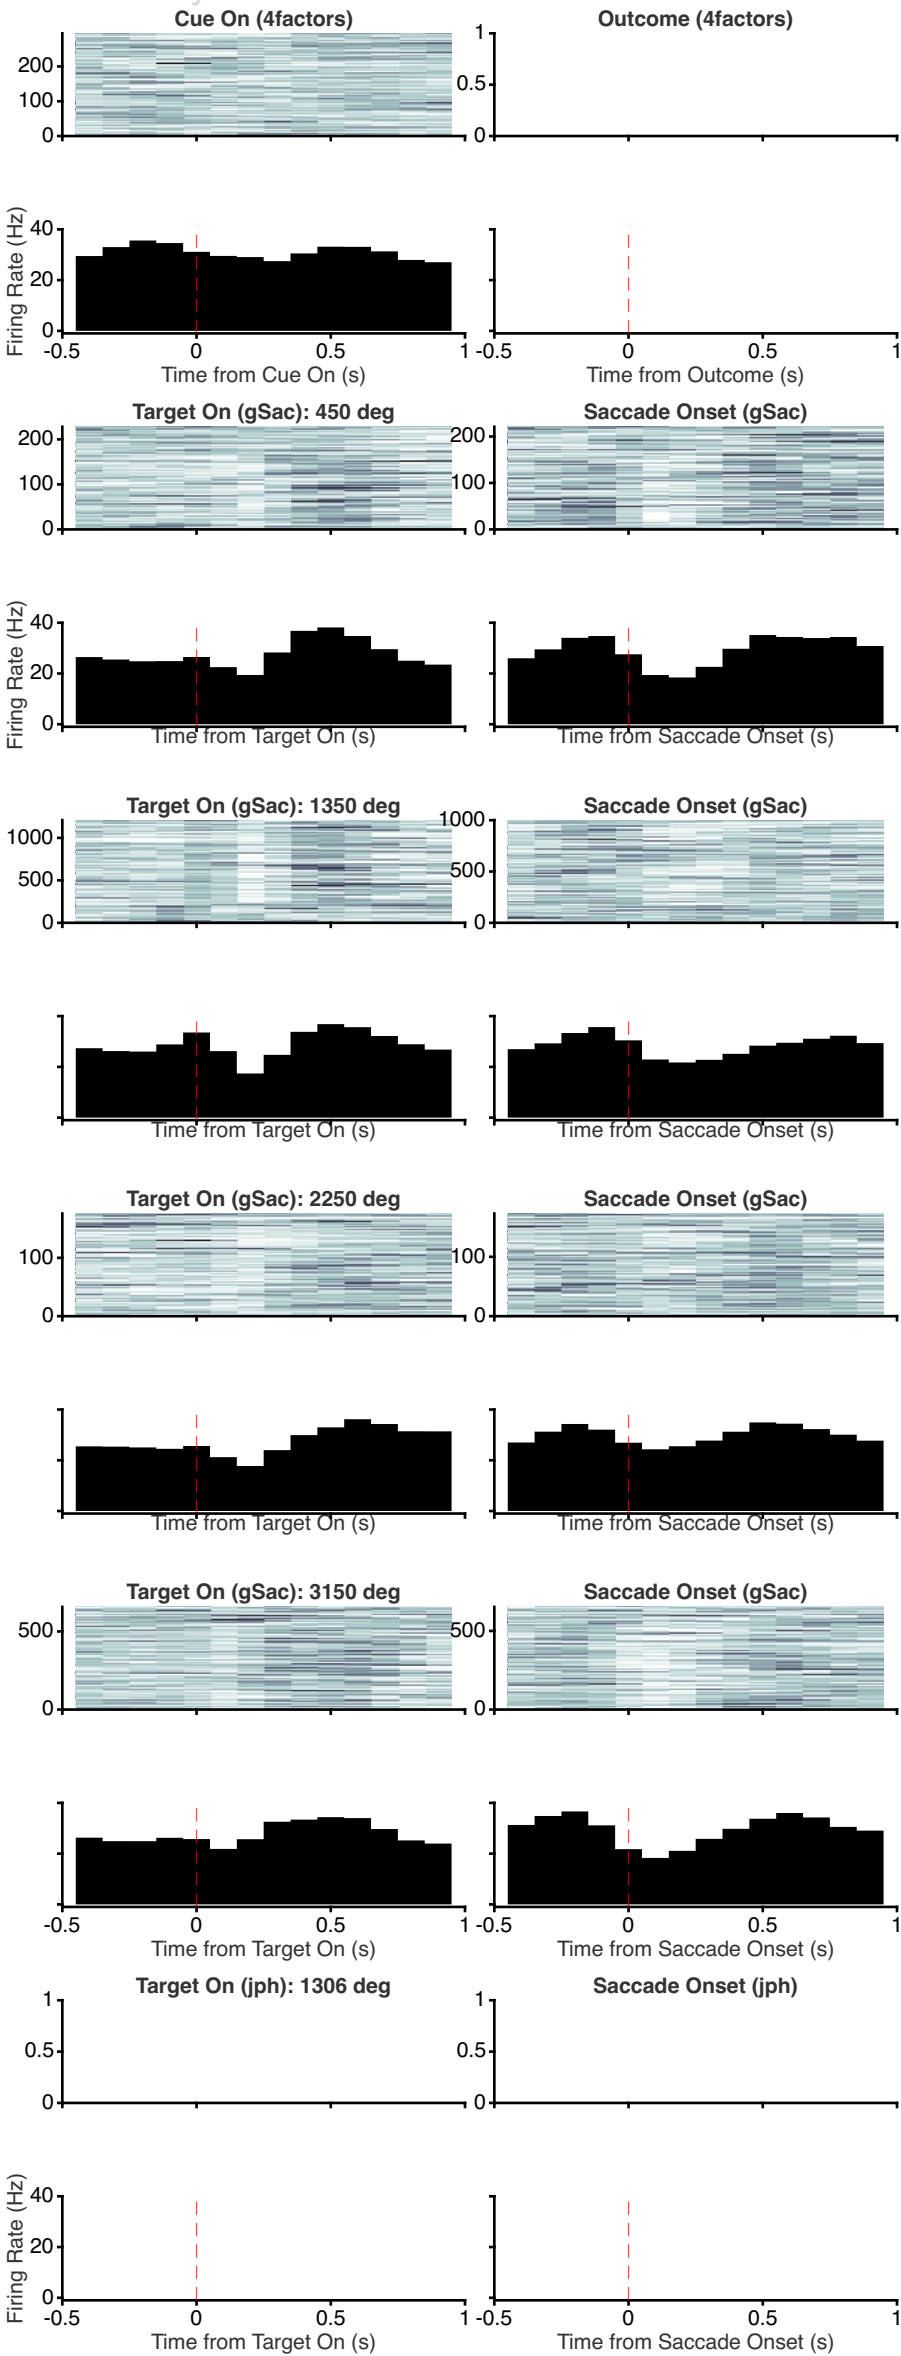 Cue On (4factors) Outcome (4factors)
200
100
0
1
0.5
0
Firing Rate (Hz)
40
20
0
-0.5 0 0.5 1 -0.5 0 0.5 1
Time from Cue On (s) Time from Outcome (s)
Target On (gSac): 450 deg Saccade Onset (gSac)
200
100
0
200
100
0
Firing Rate (Hz)
40
20
0
Time from Target On (s) Time from Saccade Onset (s)
Target On (gSac): 1350 deg Saccade Onset (gSac)
1000
500
0
1000
500
0
Time from Target On (s) Time from Saccade Onset (s)
Target On (gSac): 2250 deg Saccade Onset (gSac)
100
0
100
0
Time from Target On (s) Time from Saccade Onset (s)
Target On (gSac): 3150 deg Saccade Onset (gSac)
500
0
500
0
-0.5 0 0.5 1 -0.5 0 0.5 1
Time from Target On (s) Time from Saccade Onset (s)
Target On (jph): 1306 deg Saccade Onset (jph)
1
0.5
0
1
0.5
0
Firing Rate (Hz)
40
20
0
-0.5 0 0.5 1 -0.5 0 0.5 1
Time from Target On (s) Time from Saccade Onset (s)